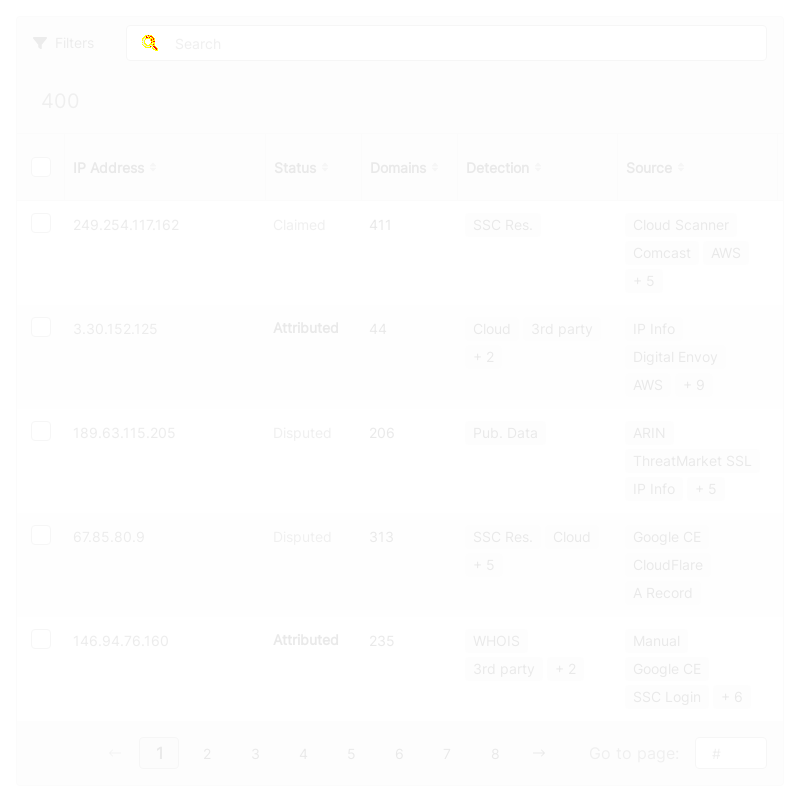 Filters Search
400
IP Address Status Domains Detection Source
249.254.117.162 Claimed 411 SSC Res. Cloud Scanner
Comcast AWS
+ 5
3.30.152.125 Attributed 44 Cloud 3rd party IP Info
+ 2 Digital Envoy
AWS + 9
189.63.115.205 Disputed 206 Pub. Data ARIN
ThreatMarket SSL
IP Info + 5
67.85.80.9 Disputed 313 SSC Res. Cloud Google CE
+ 5 CloudFlare
A Record
146.94.76.160 Attributed 235 WHOIS Manual
3rd party + 2 Google CE
SSC Login + 6
← 1 2 3 4 5 6 7 8 → Go to page: #